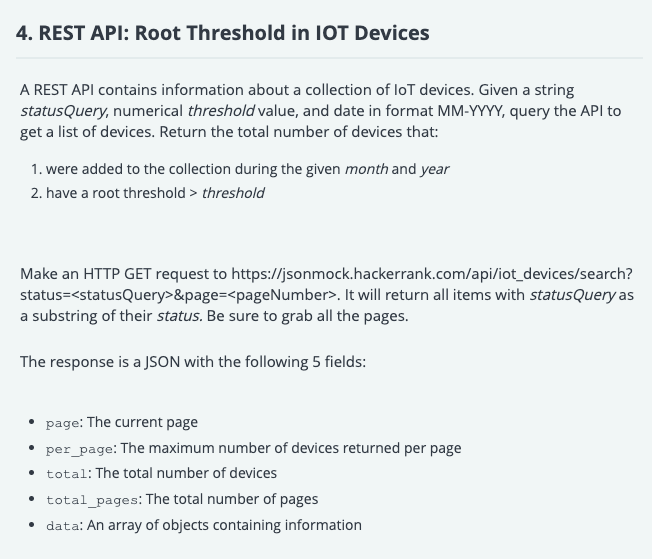 4. REST API: Root Threshold in IOT Devices
A REST API contains information about a collection of IoT devices. Given a string
statusQuery, numerical threshold value, and date in format MM-YYYY, query the API to
get a list of devices. Return the total number of devices that:
1. were added to the collection during the given month and year
2. have a root threshold > threshold
Make an HTTP GET request to https://jsonmock.hackerrank.com/api/iot_devices/search?
status=<statusQuery>&page=<pageNumber>. It will return all items with statusQuery as
a substring of their status. Be sure to grab all the pages.
The response is a JSON with the following 5 fields:
• page: The current page
• per_page: The maximum number of devices returned per page
• total: The total number of devices
• total_pages: The total number of pages
• data: An array of objects containing information